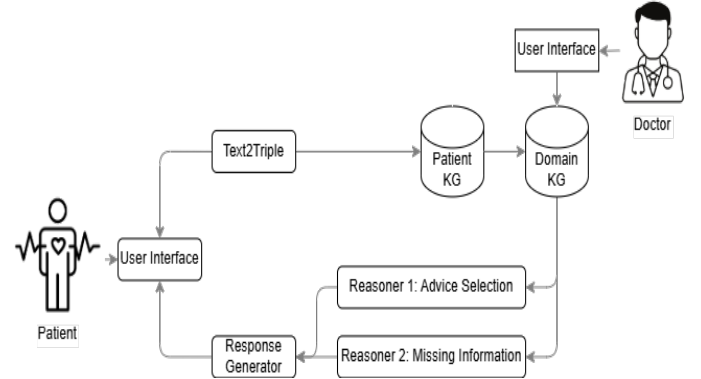 User Interface
Doctor
Text2Triple
Patient
KG
Domain
KG
User Interface
Patient
Reasoner 1: Advice Selection
Response
Generator
Reasoner 2: Missing Information